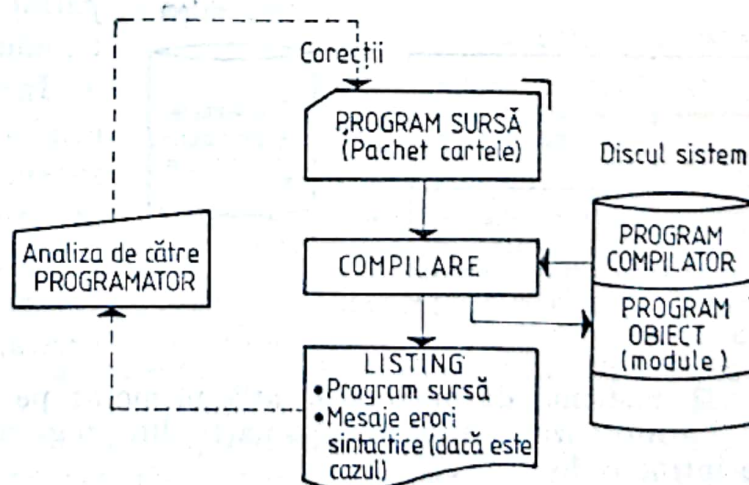 Corecții
PROGRAM SURSĂ
(Pachet cartele)
Discul sistem
Analiza de către
PROGRAMATOR
COMPILARE
PROGRAM
COMPILATOR
PROGRAM
OBIECT
(module)
LISTING
•Program sursă
•Mesaje erori
sintactice (dacă este
cazul)